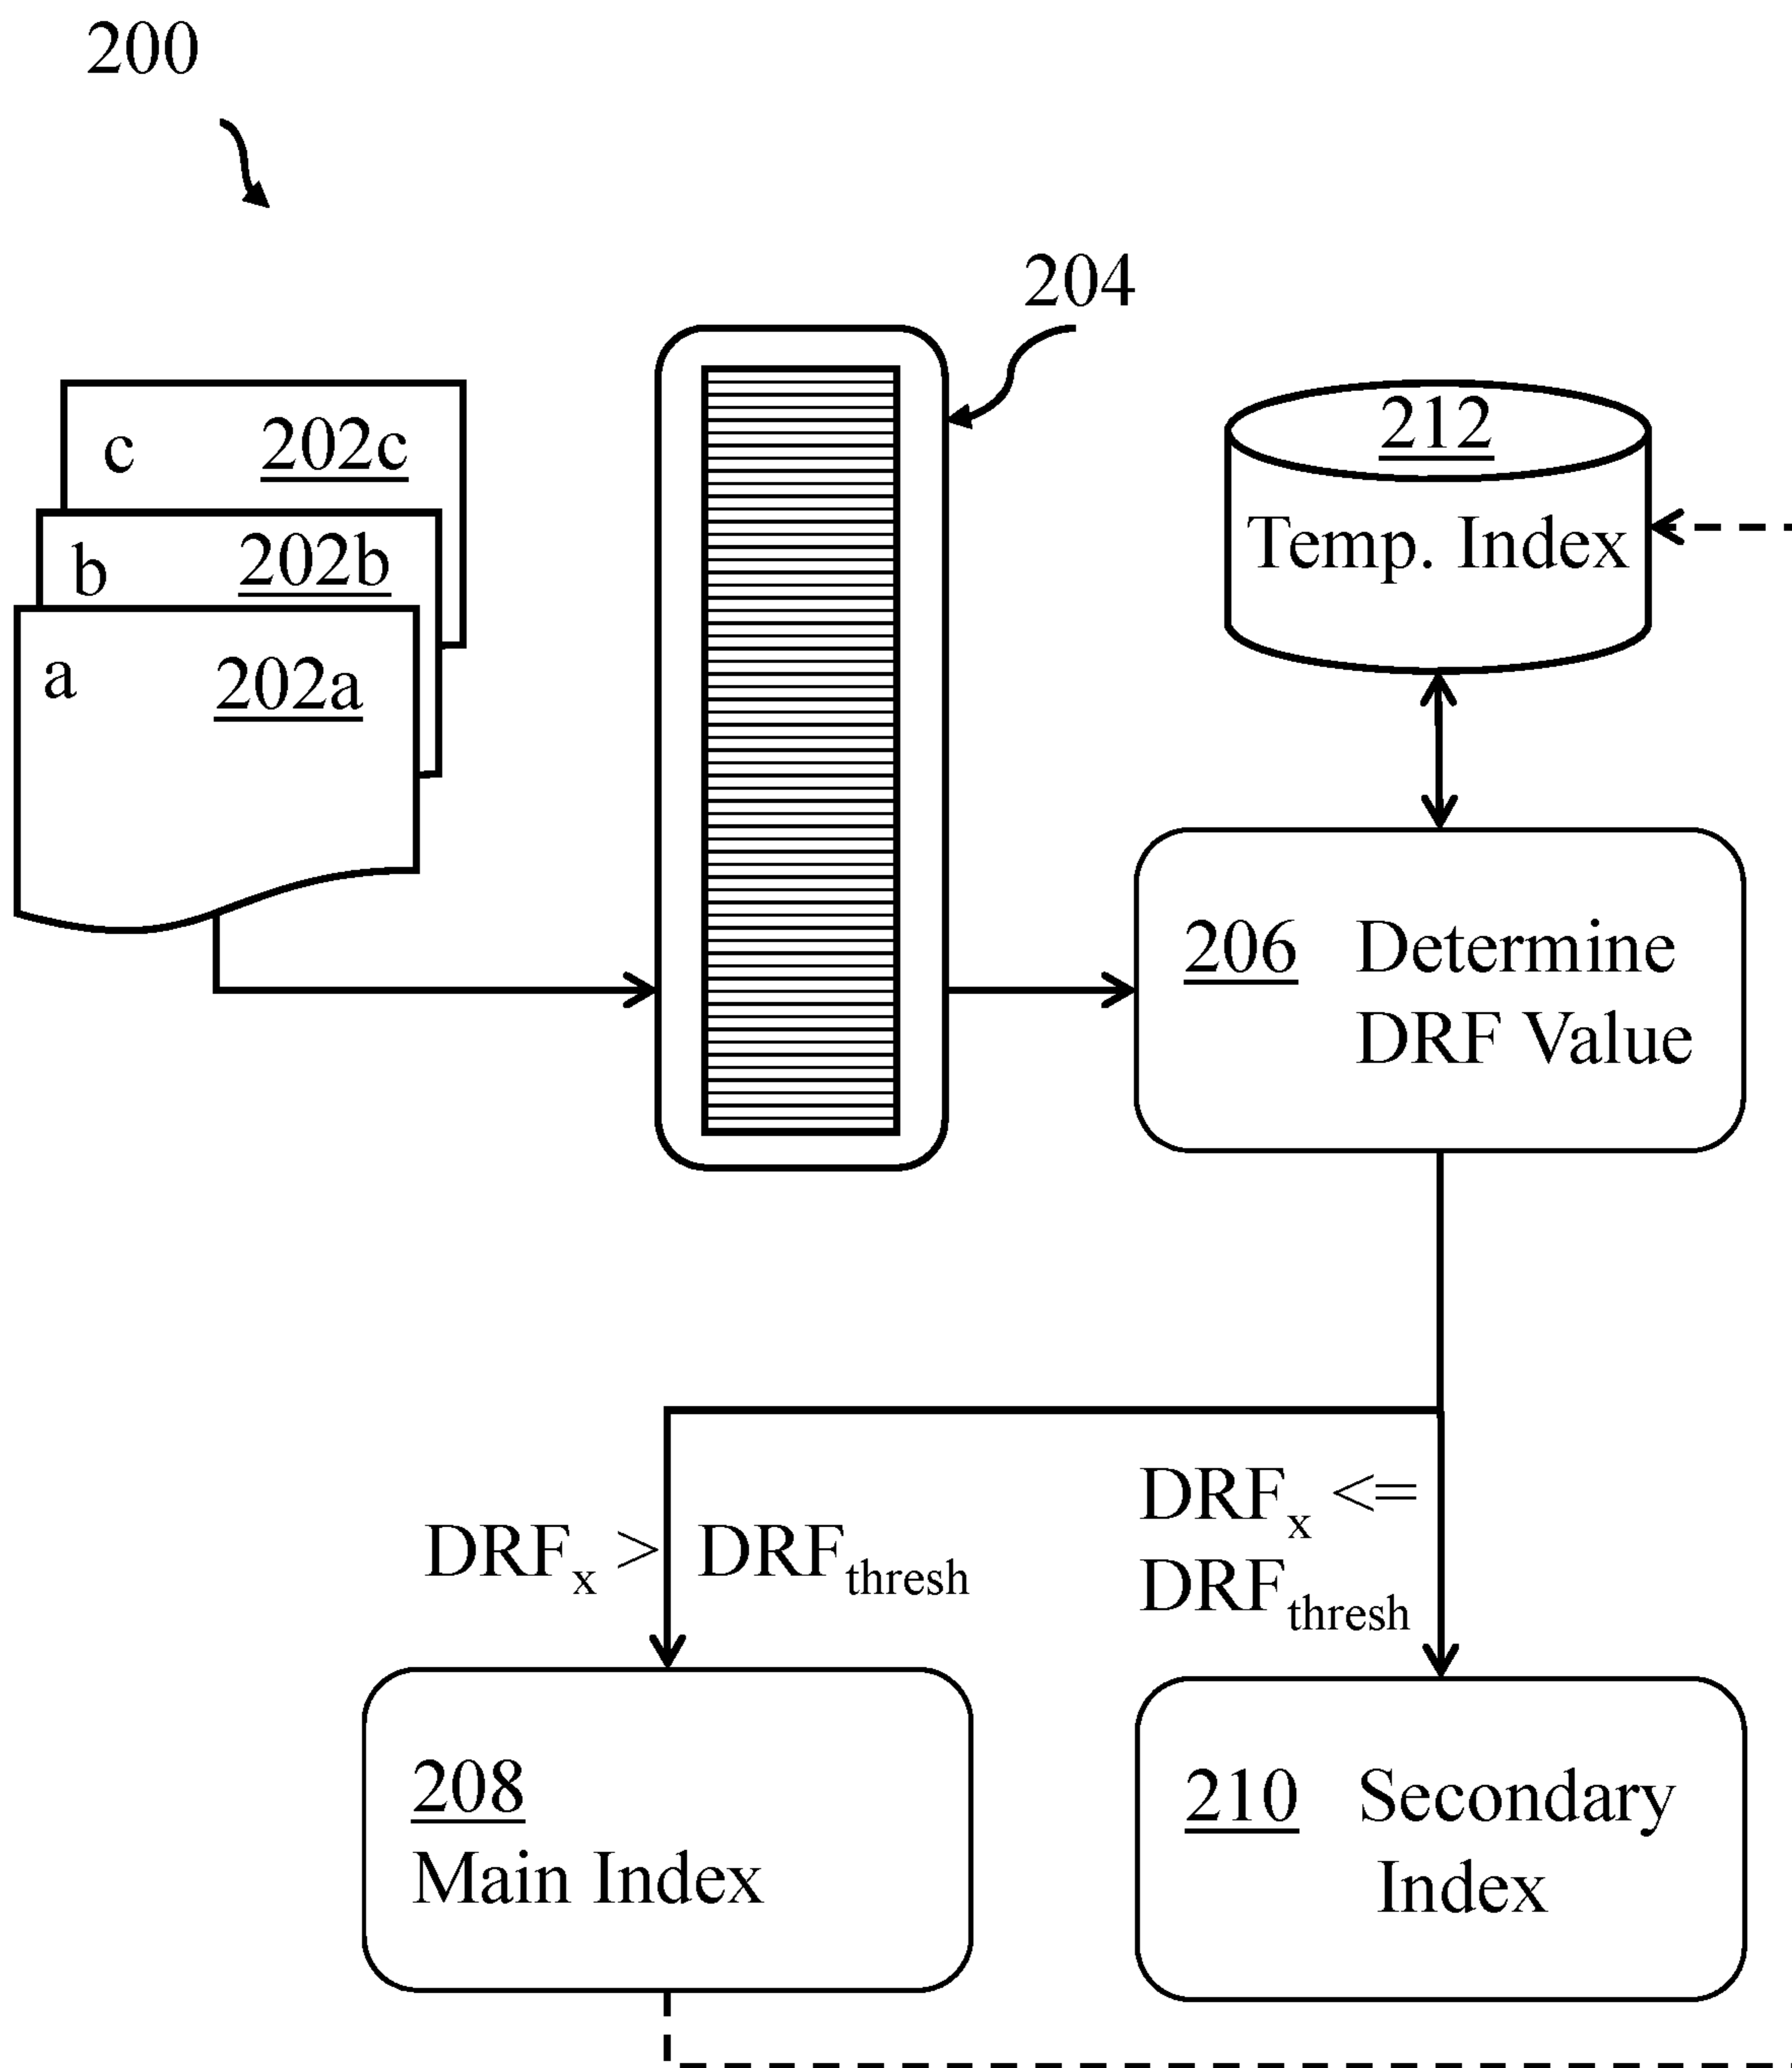 200
204
c 202c
b 202b
a 202a
212
Temp. Index
206 Determine
DRF Value
DRFx > DRFthresh
DRFx <=
DRFthresh
208
Main Index
210 Secondary
Index